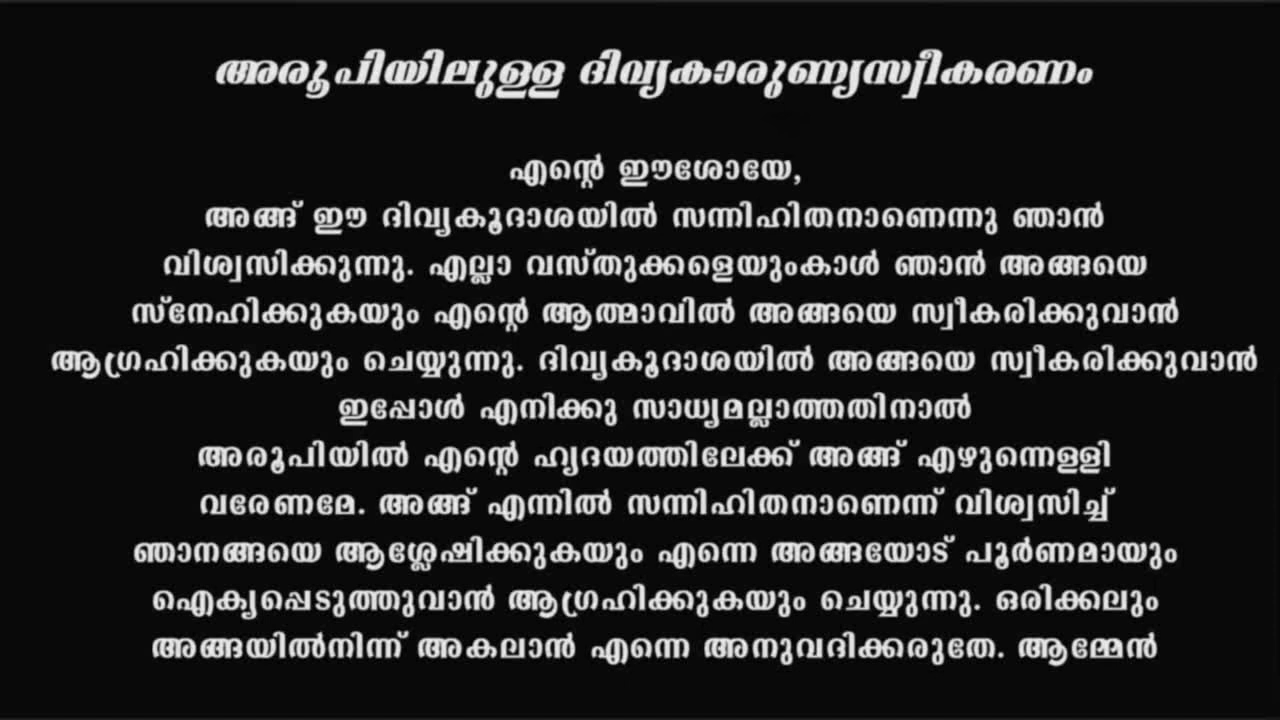 അരൂപിയിലുള്ള ദിവ്യകാരുണ്യസ്വീകരണം
എന്റെ ഈശോയേ,
അങ്ങ് ഈ ദിവ്യകൂദാശയിൽ സന്നിഹിതനാണെന്നു ഞാൻ
വിശ്വസിക്കുന്നു. എല്ലാ വസ്തുക്കളെയുംകാൾ ഞാൻ അങ്ങയെ
സ്നേഹിക്കുകയും എന്റെ ആത്മാവിൽ അങ്ങയെ സ്വീകരിക്കുവാൻ
ആഗ്രഹിക്കുകയും ചെയ്യുന്നു. ദിവ്യകൂദാശയിൽ അങ്ങയെ സ്വീകരിക്കുവാൻ
ഇപ്പോൾ എനിക്കു സാധ്യമല്ലാത്തതിനാൽ
അരൂപിയിൽ എന്റെ ഹൃദയത്തിലേക്ക് അങ്ങ് എഴുന്നെള്ളി
വരേണമേ. അങ്ങ് എന്നിൽ സന്നിഹിതനാണെന്ന് വിശ്വസിച്ച്
ഞാനങ്ങയെ ആശ്ലേഷിക്കുകയും എന്നെ അങ്ങയോട് പൂർണമായും
ഐക്യപ്പെടുത്തുവാൻ ആഗ്രഹിക്കുകയും ചെയ്യുന്നു. ഒരിക്കലും
അങ്ങയിൽനിന്ന് അകലാൻ എന്നെ അനുവദിക്കരുതേ. ആമ്മേൻ